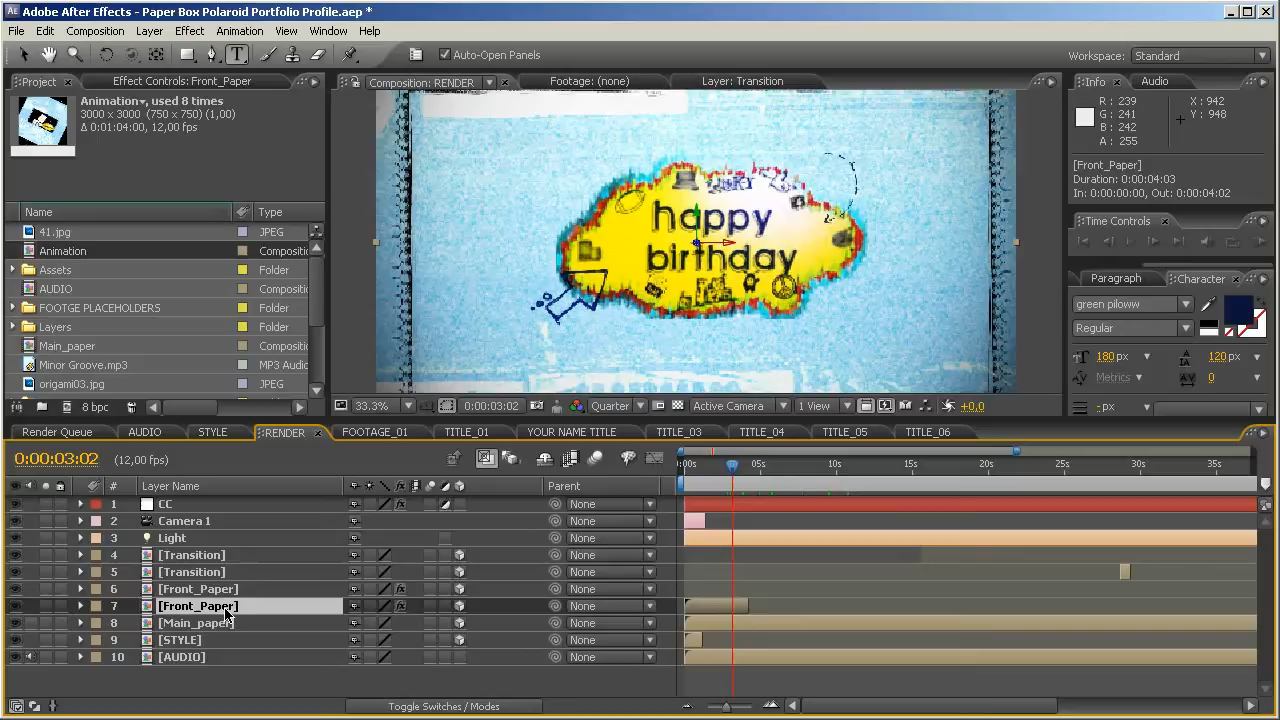 Adobe After Effects - Paper Box Polaroid Portfolio Profile.aep *
File Edit Composition Layer Effect Animation View Window Help
Auto-Open Panels
Workspace: Standard
Project Effect Controls: Front_Paper
Composition: RENDER Footage: (none) Layer: Transition
Info Audio
Animation, used 8 times
3000 x 3000 (750 x 750) (1,00)
12,00 fps
R: 239
G: 241
B: 242
A: 255
X: 942
Y: 948
[Front_Paper]
Duration: 0:00:04:03
In: 0:00:00:00, Out: 0:00:04:02
Time Controls
Paragraph Character
green piloww
Regular
180 px 120 px
Metrics 0
- px
Name Type
41.jpg JPEG
Animation Compositi
Assets Folder
AUDIO Compositi
FOOTGE PLACEHOLDERS Folder
Layers Folder
Main_paper Compositi
Minor Groove.mp3 MP3 Audio
origami03.jpg JPEG
8 bpc
happy
birthday
33.3% 0:00:03:02 Quarter Active Camera 1 View +0,0
Render Queue AUDIO STYLE RENDER FOOTAGE_01 TITLE_01 YOUR NAME TITLE TITLE_03 TITLE_04 TITLE_05 TITLE_06
0:00:03:02 (12,00 fps)
:00s 05s 10s 15s 20s 25s 30s 35s
# Layer Name Parent
1 CC None
2 Camera 1 None
3 Light None
4 [Transition] None
5 [Transition] None
6 [Front_Paper] None
7 [Front_Paper] None
8 [Main_paper] None
9 [STYLE] None
10 [AUDIO] None
Toggle Switches / Modes